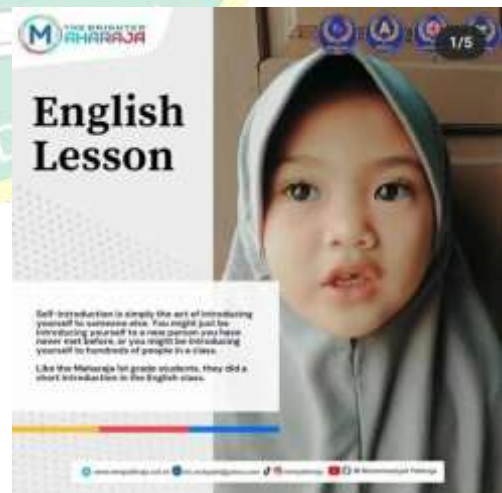 THE BRIGHTER
MAHARAJA
1/5
English
Lesson
Self-introduction is simply the act of introducing
yourself to someone else. You might just be
introducing yourself to a new person you have
never met before, or you might be introducing
yourself to hundreds of people in a class.
Like the Maharaja 1st grade students, they did a
short introduction in the English class.